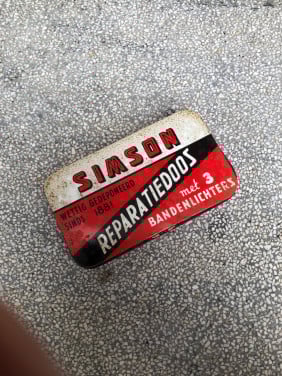 SIMSON
WETTIG GEDEPONEERD
SINDS 1881
REPARATIEDOOS
met 3
BANDENLICHTERS